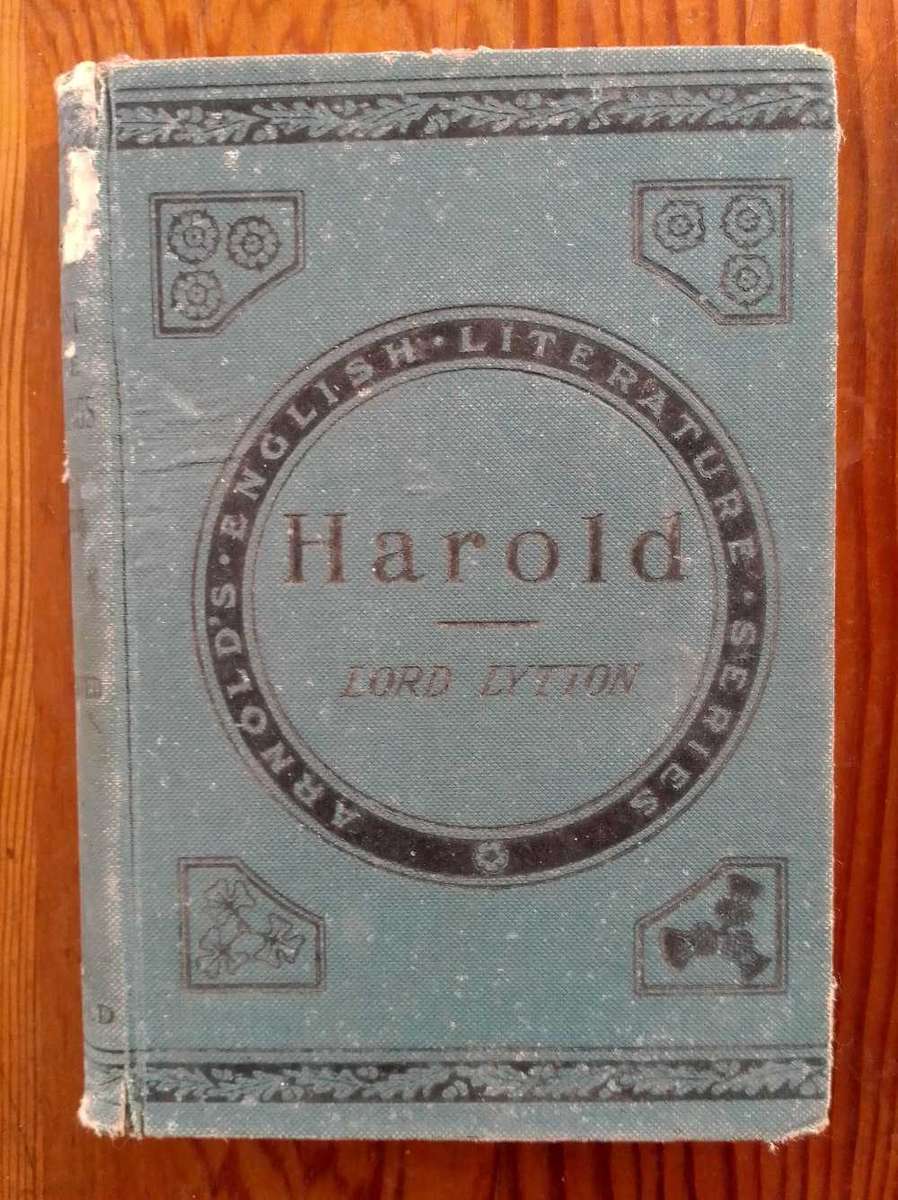 ARNOLD'S · ENGLISH · LITERATURE · SERIES
Harold
LORD LYTTON